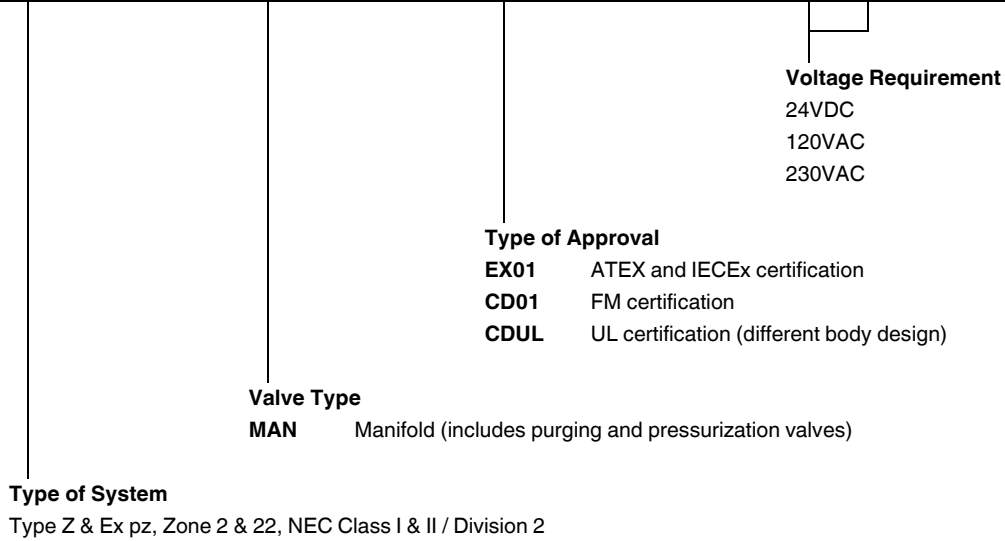 Voltage Requirement
24VDC
120VAC
230VAC
Type of Approval
EX01 ATEX and IECEx certification
CD01 FM certification
CDUL UL certification (different body design)
Valve Type
MAN Manifold (includes purging and pressurization valves)
Type of System
Type Z & Ex pz, Zone 2 & 22, NEC Class I & II / Division 2